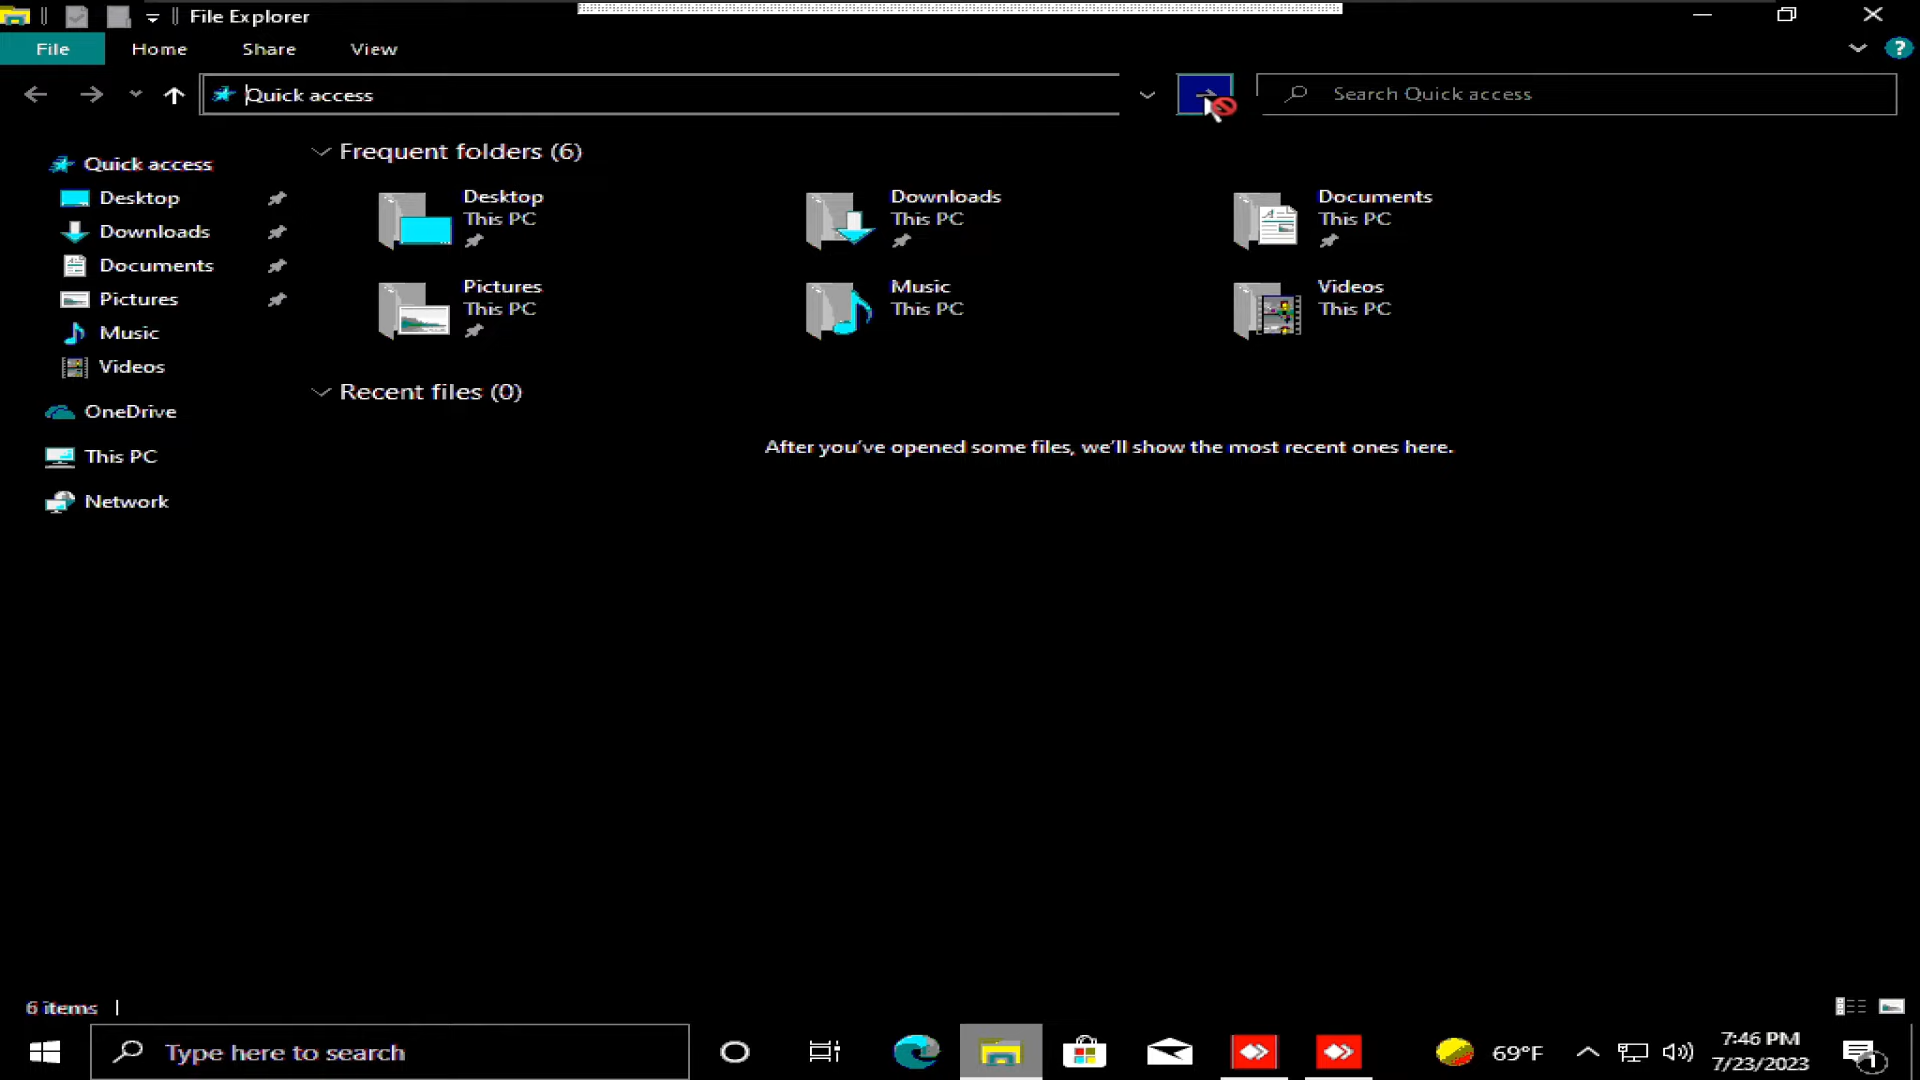 File Explorer
File Home Share View
Quick access
Search Quick access
Quick access
Desktop
Downloads
Documents
Pictures
Music
Videos
OneDrive
This PC
Network
Frequent folders (6)
Desktop
This PC
Downloads
This PC
Documents
This PC
Pictures
This PC
Music
This PC
Videos
This PC
Recent files (0)
After you've opened some files, we'll show the most recent ones here.
6 items
Type here to search
69°F
7:46 PM
7/23/2023
1